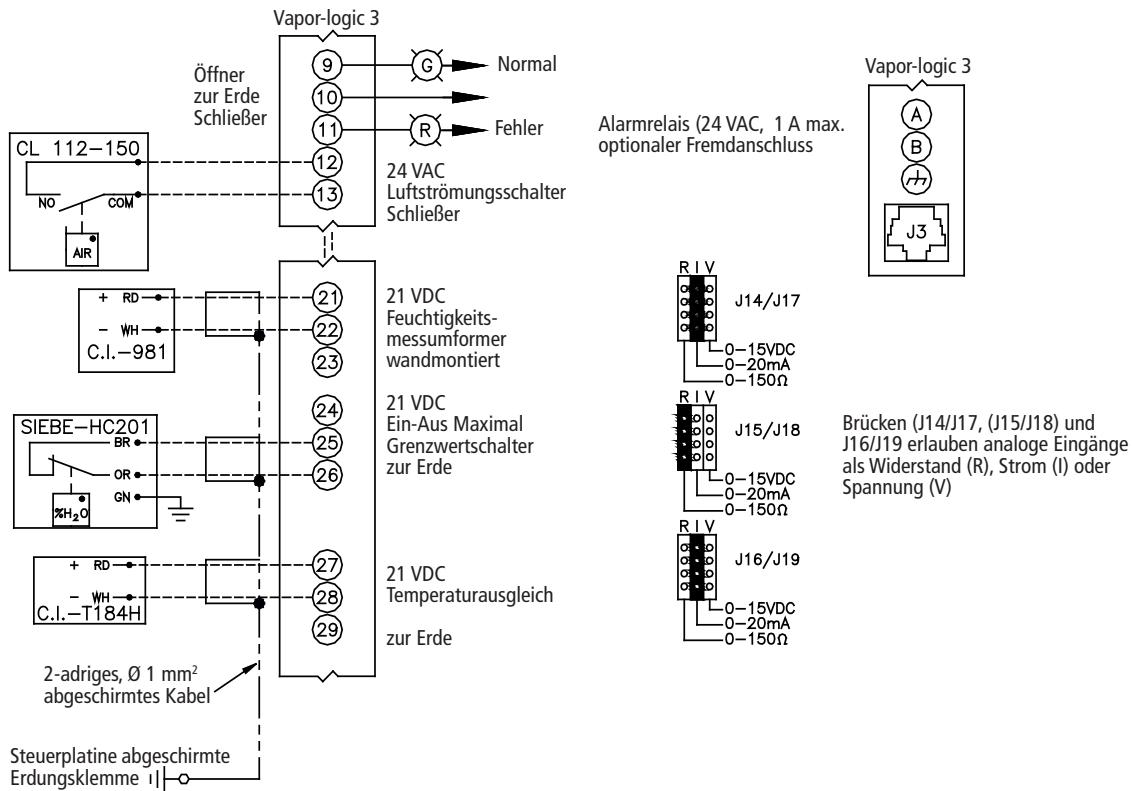 Vapor-logic 3
Öffner
zur Erde
Schließer
9
G
Normal
10
11
R
Fehler
12
13
24 VAC
Luftströmungsschalter
Schließer
CL 112-150
NO
COM
AIR
Alarmrelais (24 VAC, 1 A max.
optionaler Fremdanschluss
Vapor-logic 3
A
B
J3
+ RD
- WH
C.I.-981
21
22
23
21 VDC
Feuchtigkeits-
messumformer
wandmontiert
SIEBE-HC201
BR
OR
GN
%H₂O
24
25
26
21 VDC
Ein-Aus Maximal
Grenzwertschalter
zur Erde
+ RD
- WH
C.I.-T184H
27
28
29
21 VDC
Temperaturausgleich
zur Erde
2-adriges, Ø 1 mm²
abgeschirmtes Kabel
Steuerplatine abgeschirmte
Erdungsklemme
R I V
J14/J17
0-15VDC
0-20mA
0-150Ω
R I V
J15/J18
0-15VDC
0-20mA
0-150Ω
R I V
J16/J19
0-15VDC
0-20mA
0-150Ω
Brücken (J14/J17, (J15/J18) und
J16/J19 erlauben analoge Eingänge
als Widerstand (R), Strom (I) oder
Spannung (V)